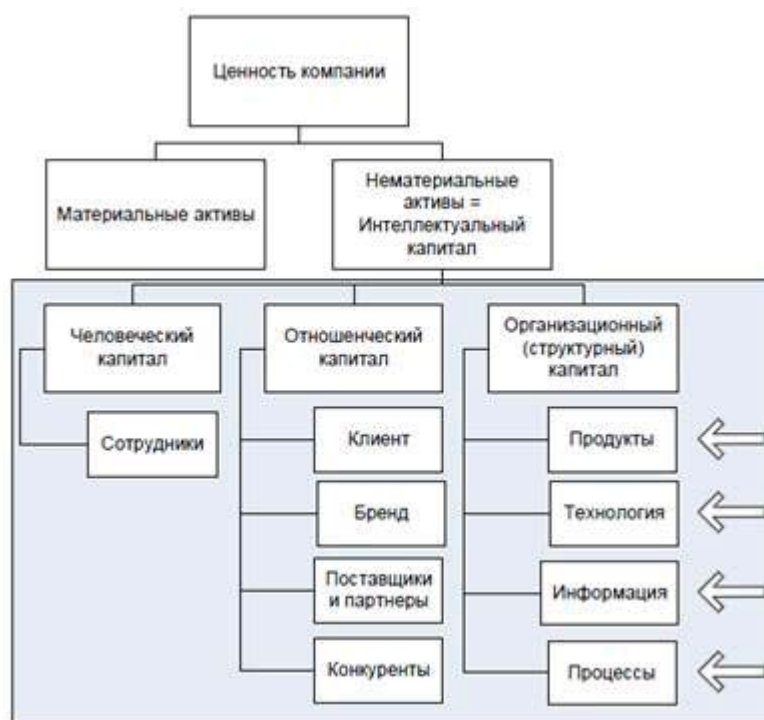 Ценность компании
Материальные активы
Нематериальные
активы =
Интеллектуальный
капитал
Человеческий
капитал
Отношенческий
капитал
Организационный
(структурный)
капитал
Сотрудники
Клиент
Продукты
Бренд
Технология
Поставщики
и партнеры
Информация
Конкуренты
Процессы